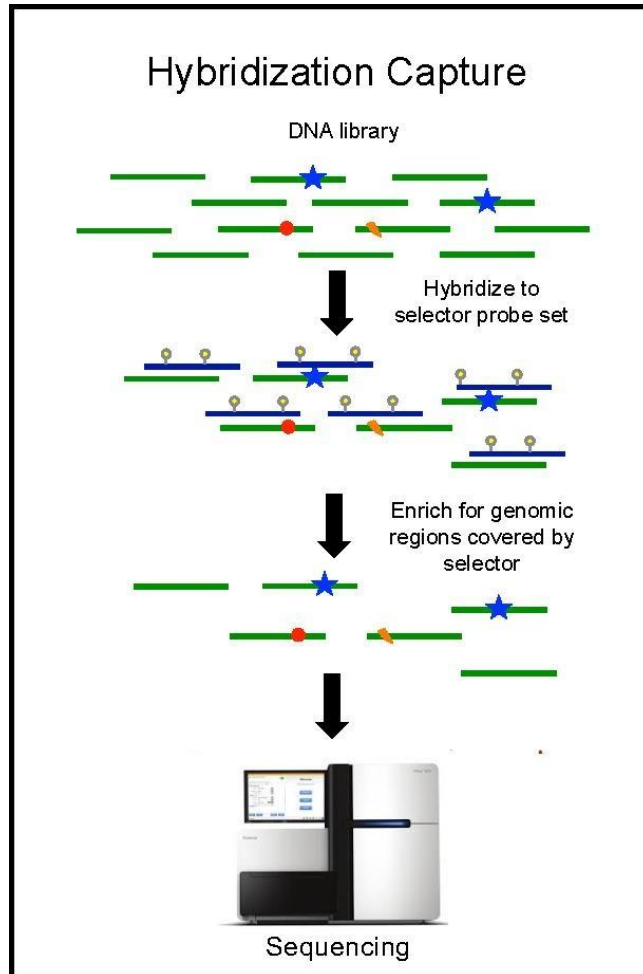 Hybridization Capture
DNA library
Hybridize to
selector probe set
Enrich for genomic
regions covered by
selector
Sequencing